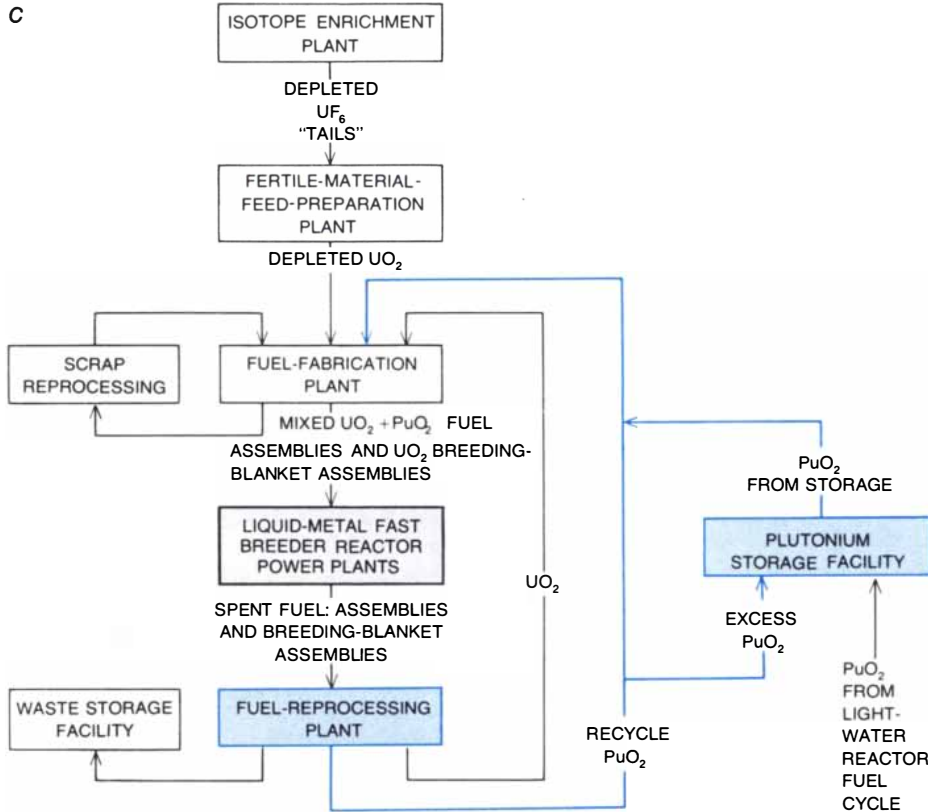 C
ISOTOPE ENRICHMENT
PLANT
DEPLETED
UF₆
“TAILS”
FERTILE-MATERIAL-
FEED-PREPARATION
PLANT
DEPLETED UO₂
SCRAP
REPROCESSING
FUEL-FABRICATION
PLANT
MIXED UO₂ + PuO₂ FUEL
ASSEMBLIES AND UO₂ BREEDING-
BLANKET ASSEMBLIES
PuO₂
FROM STORAGE
LIQUID-METAL FAST
BREEDER REACTOR
POWER PLANTS
PLUTONIUM
STORAGE FACILITY
UO₂
SPENT FUEL: ASSEMBLIES
AND BREEDING-BLANKET
ASSEMBLIES
EXCESS
PuO₂
WASTE STORAGE
FACILITY
FUEL-REPROCESSING
PLANT
RECYCLE
PuO₂
PuO₂
FROM
LIGHT-
WATER
REACTOR
FUEL
CYCLE